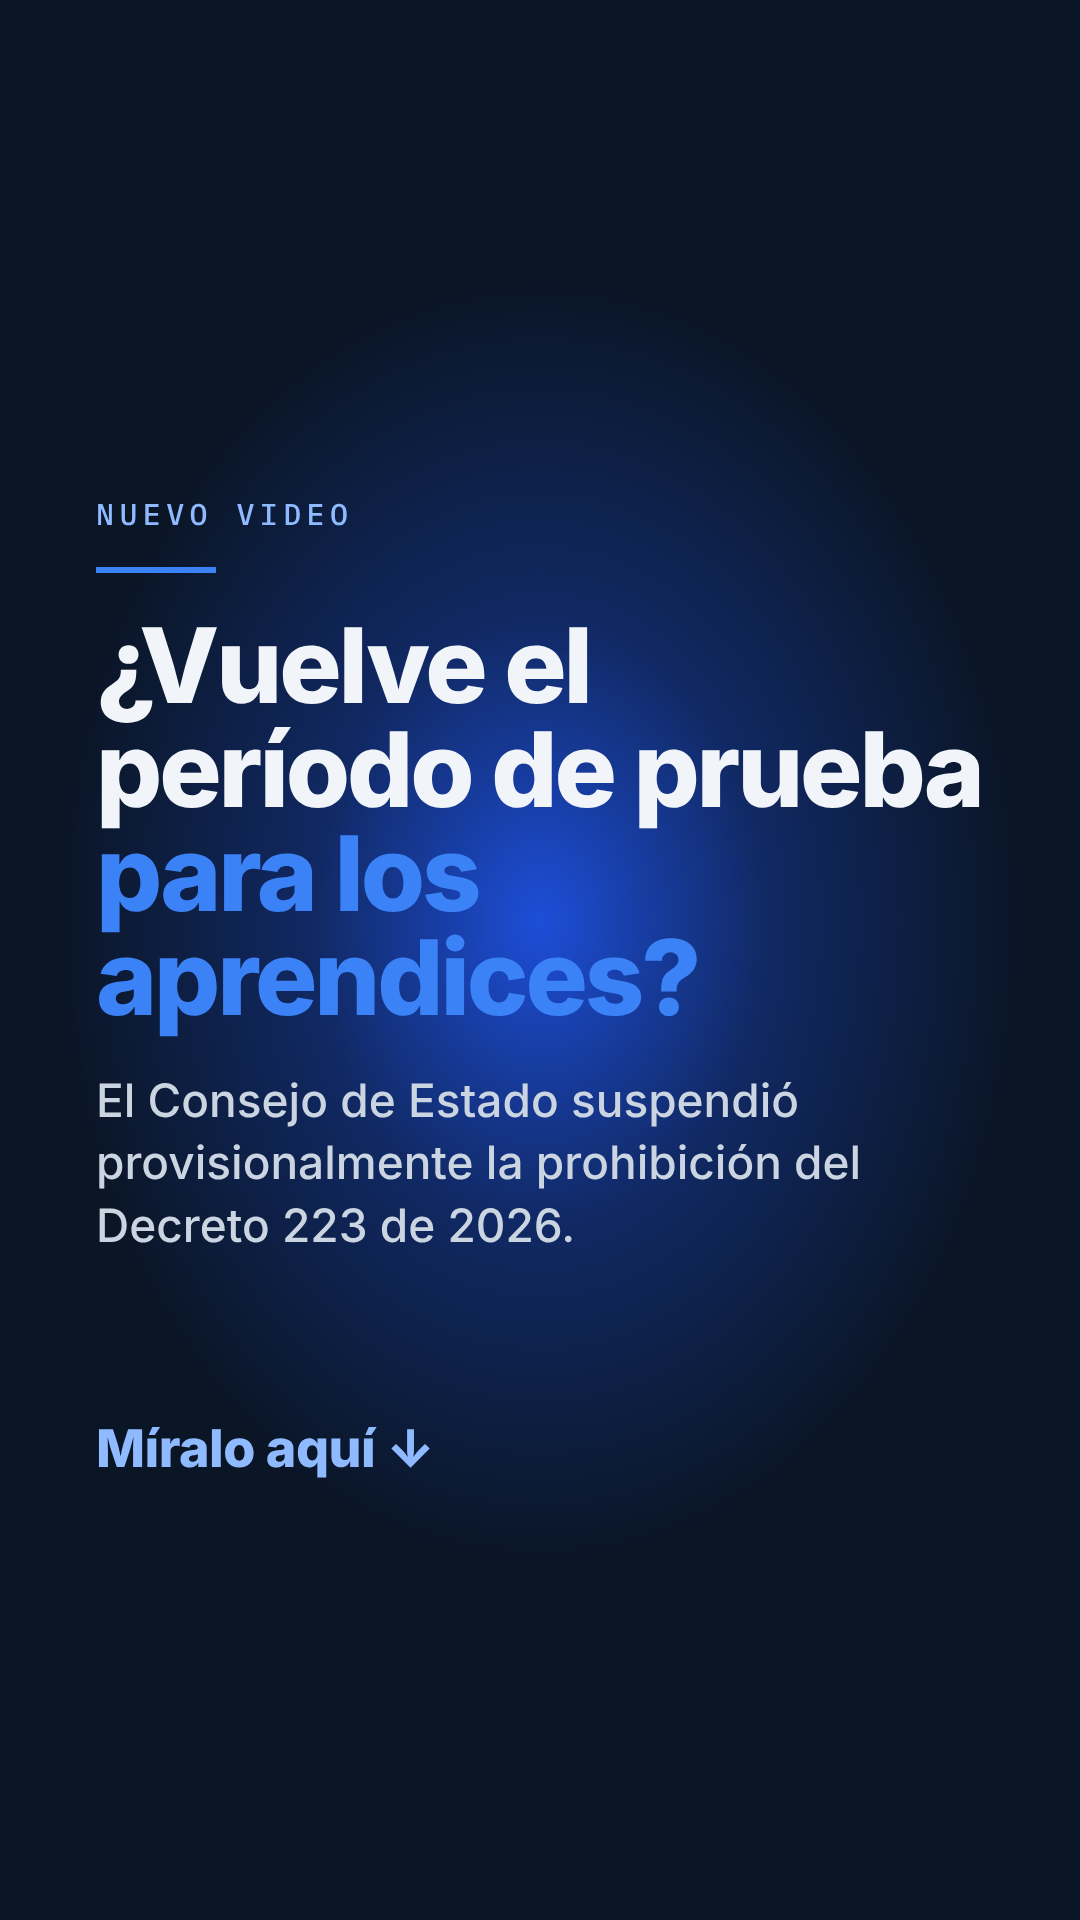 NUEVO VIDEO
¿Vuelve el
período de prueba
para los
aprendices?
El Consejo de Estado suspendió
provisionalmente la prohibición del
Decreto 223 de 2026.
Míralo aquí ↓